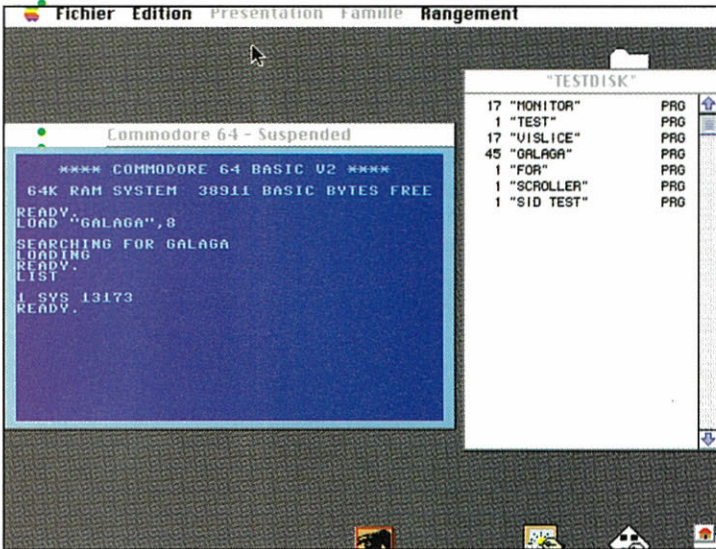 Fichier Edition Présentation Famille Rangement
"TESTDISK"
17 "MONITOR" PRG
1 "TEST" PRG
17 "VISLICE" PRG
45 "GALAGA" PRG
1 "FOR" PRG
1 "SCROLLER" PRG
1 "SID TEST" PRG
Commodore 64 - Suspended
**** COMMODORE 64 BASIC V2 ****
64K RAM SYSTEM 38911 BASIC BYTES FREE
READY.
LOAD "GALAGA",8
SEARCHING FOR GALAGA
LOADING
READY.
LIST
1 SYS 13173
READY.